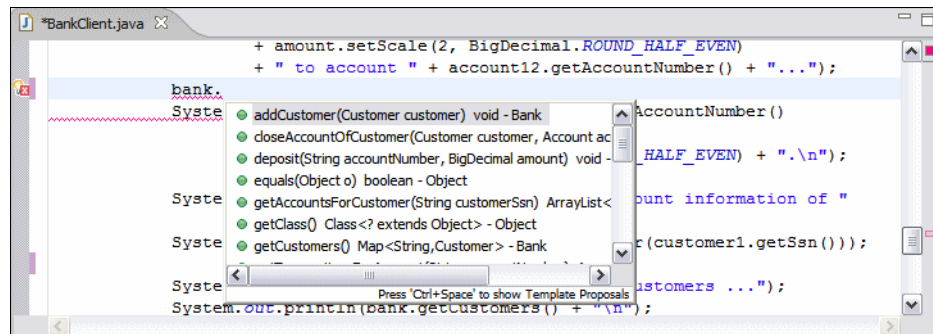 *BankClient.java
+ amount.setScale(2, BigDecimal.ROUND_HALF_EVEN)
+ " to account " + account12.getAccountNumber() + "...");
bank.
Syste AccountNumber()
addCustomer(Customer customer) void - Bank
closeAccountOfCustomer(Customer customer, Account ac
deposit(String accountNumber, BigDecimal amount) void - _HALF_EVEN) + ".\n");
equals(Object o) boolean - Object
Syste getAccountsForCustomer(String customerSsn) ArrayList< ount information of "
getClass() Class<? extends Object> - Object
Syste getCustomers() Map<String,Customer> - Bank r(customer1.getSsn()));
Syste ustomers ...");
Press 'Ctrl+Space' to show Template Proposals
System.out.println(bank.getCustomers() + "\n");